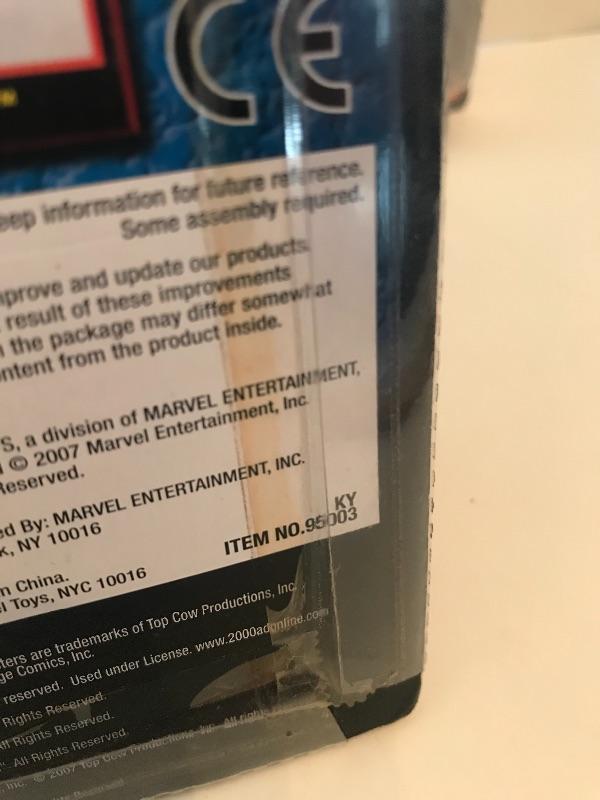 CE
TM
eep information for future reference.
Some assembly required.
mprove and update our products.
result of these improvements
the package may differ somewhat
ntent from the product inside.
S, a division of MARVEL ENTERTAINMENT,
© 2007 Marvel Entertainment, Inc.
Reserved.
ed By: MARVEL ENTERTAINMENT, INC.
k, NY 10016
KY
ITEM NO.95003
n China.
l Toys, NYC 10016
ters are trademarks of Top Cow Productions, Inc.
ge Comics, Inc.
reserved. Used under License. www.2000adonline.com
Rights Reserved.
All Rights Reserved.
All Rights Reserved.
Inc. © 2007 Top Cow Productions Inc. All rights